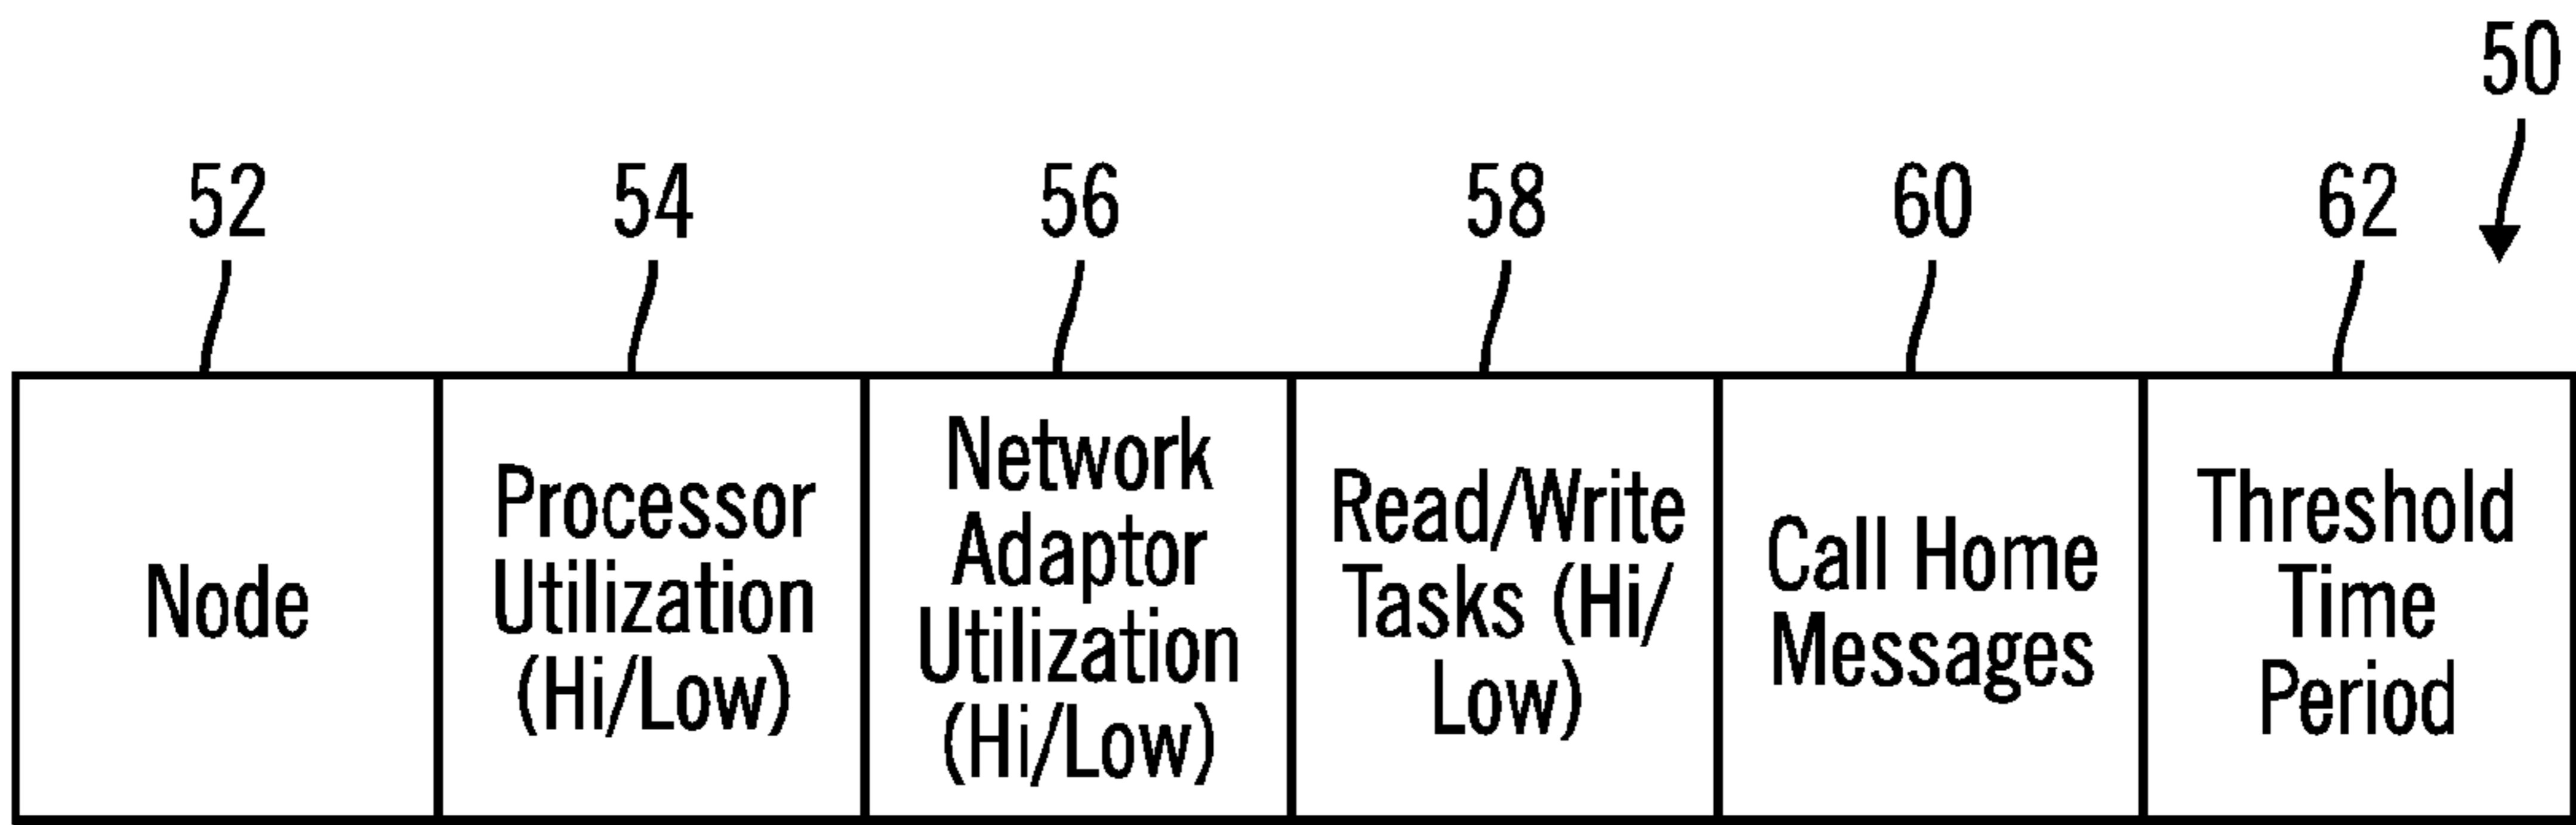 50
52
54
56
58
60
62
Node
Processor
Utilization
(Hi/Low)
Network
Adaptor
Utilization
(Hi/Low)
Read/Write
Tasks (Hi/
Low)
Call Home
Messages
Threshold
Time
Period